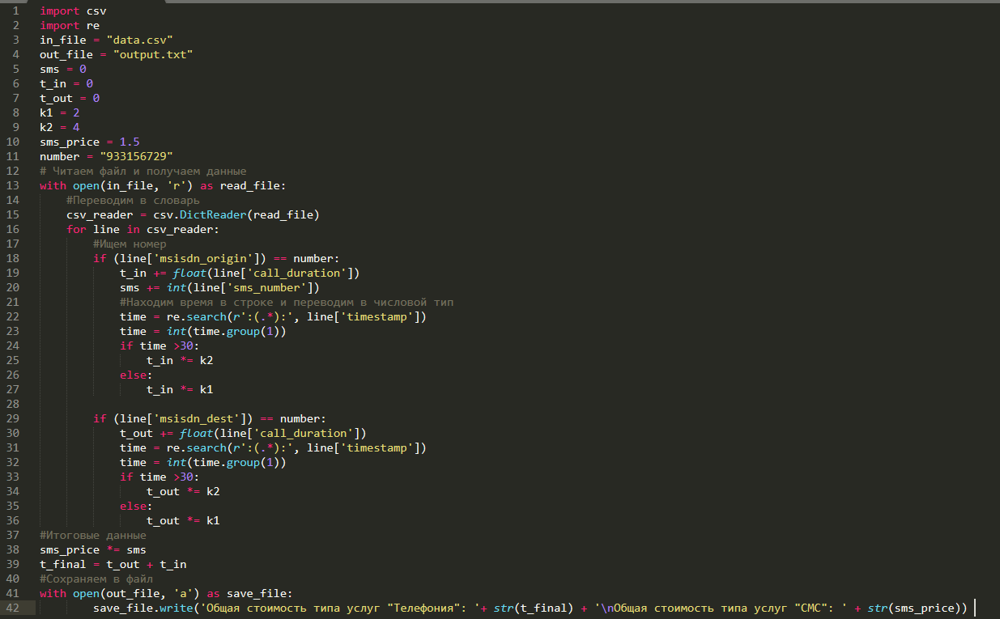 1 import csv
2 import re
3 in_file = "data.csv"
4 out_file = "output.txt"
5 sms = 0
6 t_in = 0
7 t_out = 0
8 k1 = 2
9 k2 = 4
10 sms_price = 1.5
11 number = "933156729"
12 # Читаем файл и получаем данные
13 with open(in_file, 'r') as read_file:
14     #Переводим в словарь
15     csv_reader = csv.DictReader(read_file)
16     for line in csv_reader:
17         #Ищем номер
18         if (line['msisdn_origin']) == number:
19             t_in += float(line['call_duration'])
20             sms += int(line['sms_number'])
21             #Находим время в строке и переводим в числовой тип
22             time = re.search(r':(.*):', line['timestamp'])
23             time = int(time.group(1))
24             if time >30:
25                 t_in *= k2
26             else:
27                 t_in *= k1
28
29         if (line['msisdn_dest']) == number:
30             t_out += float(line['call_duration'])
31             time = re.search(r':(.*):', line['timestamp'])
32             time = int(time.group(1))
33             if time >30:
34                 t_out *= k2
35             else:
36                 t_out *= k1
37 #Итоговые данные
38 sms_price *= sms
39 t_final = t_out + t_in
40 #Сохраняем в файл
41 with open(out_file, 'a') as save_file:
42         save_file.write('Общая стоимость типа услуг "Телефония": '+ str(t_final) + '\nОбщая стоимость типа услуг "СМС": ' + str(sms_price))